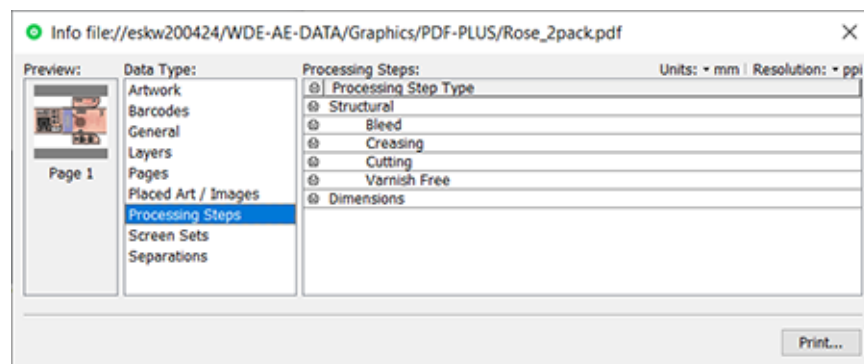 Info file://eskw200424/WDE-AE-DATA/Graphics/PDF-PLUS/Rose_2pack.pdf
Preview:
Page 1
Data Type:
Artwork
Barcodes
General
Layers
Pages
Placed Art / Images
Processing Steps
Screen Sets
Separations
Processing Steps:
Units: mm | Resolution: ppi
Processing Step Type
Structural
Bleed
Creasing
Cutting
Varnish Free
Dimensions
Print...